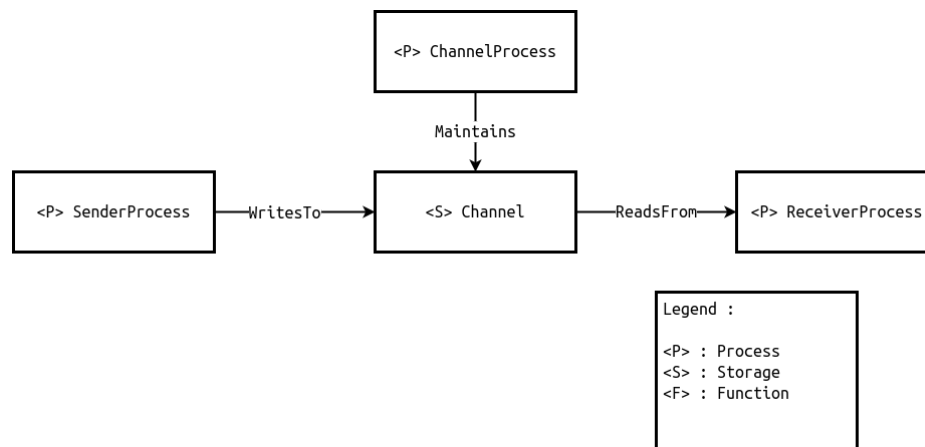 <P> ChannelProcess
Maintains
<P> SenderProcess
WritesTo
<S> Channel
ReadsFrom
<P> ReceiverProcess
Legend :
<P> : Process
<S> : Storage
<F> : Function